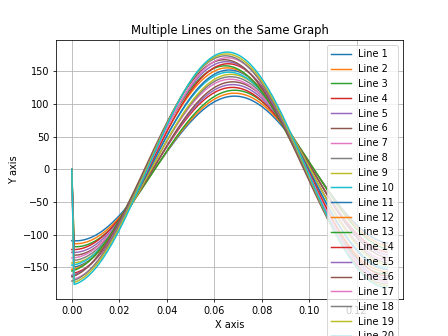 Multiple Lines on the Same Graph
Y axis
150
100
50
0
−50
−100
−150
0.00
0.02
0.04
0.06
0.08
0.10
X axis
Line 1
Line 2
Line 3
Line 4
Line 5
Line 6
Line 7
Line 8
Line 9
Line 10
Line 11
Line 12
Line 13
Line 14
Line 15
Line 16
Line 17
Line 18
Line 19
Line 20